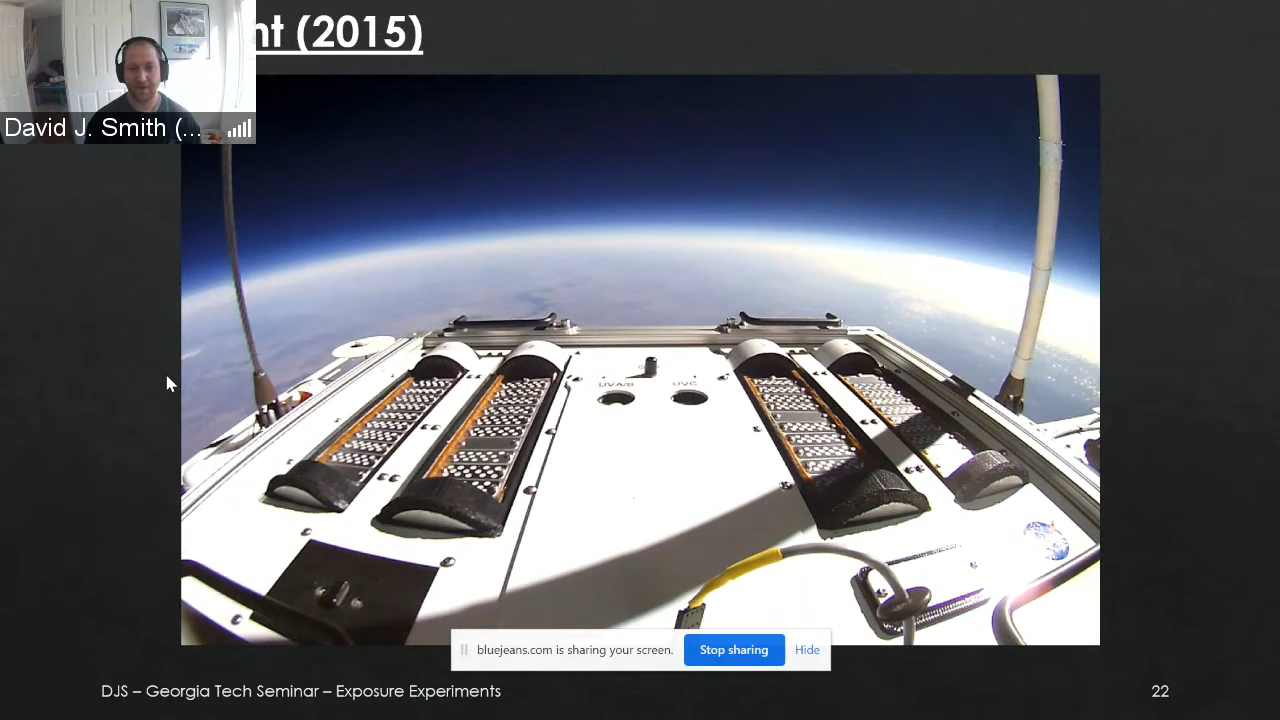 nt (2015)
David J. Smith (...
UVA/B
UVC
bluejeans.com is sharing your screen.
Stop sharing
Hide
DJS – Georgia Tech Seminar – Exposure Experiments
22